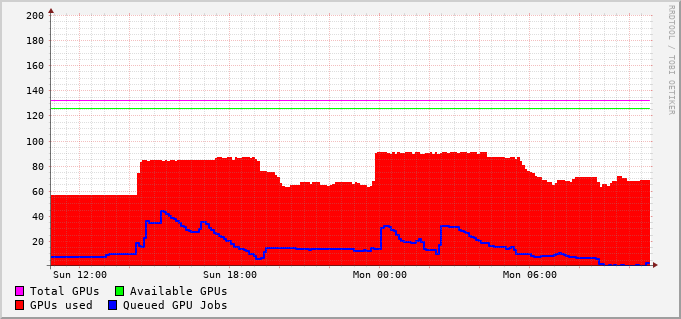 200
180
160
140
120
100
80
60
40
20
Sun 12:00 Sun 18:00 Mon 00:00 Mon 06:00
Total GPUs Available GPUs
GPUs used Queued GPU Jobs
RRDTOOL / TOBI OETIKER